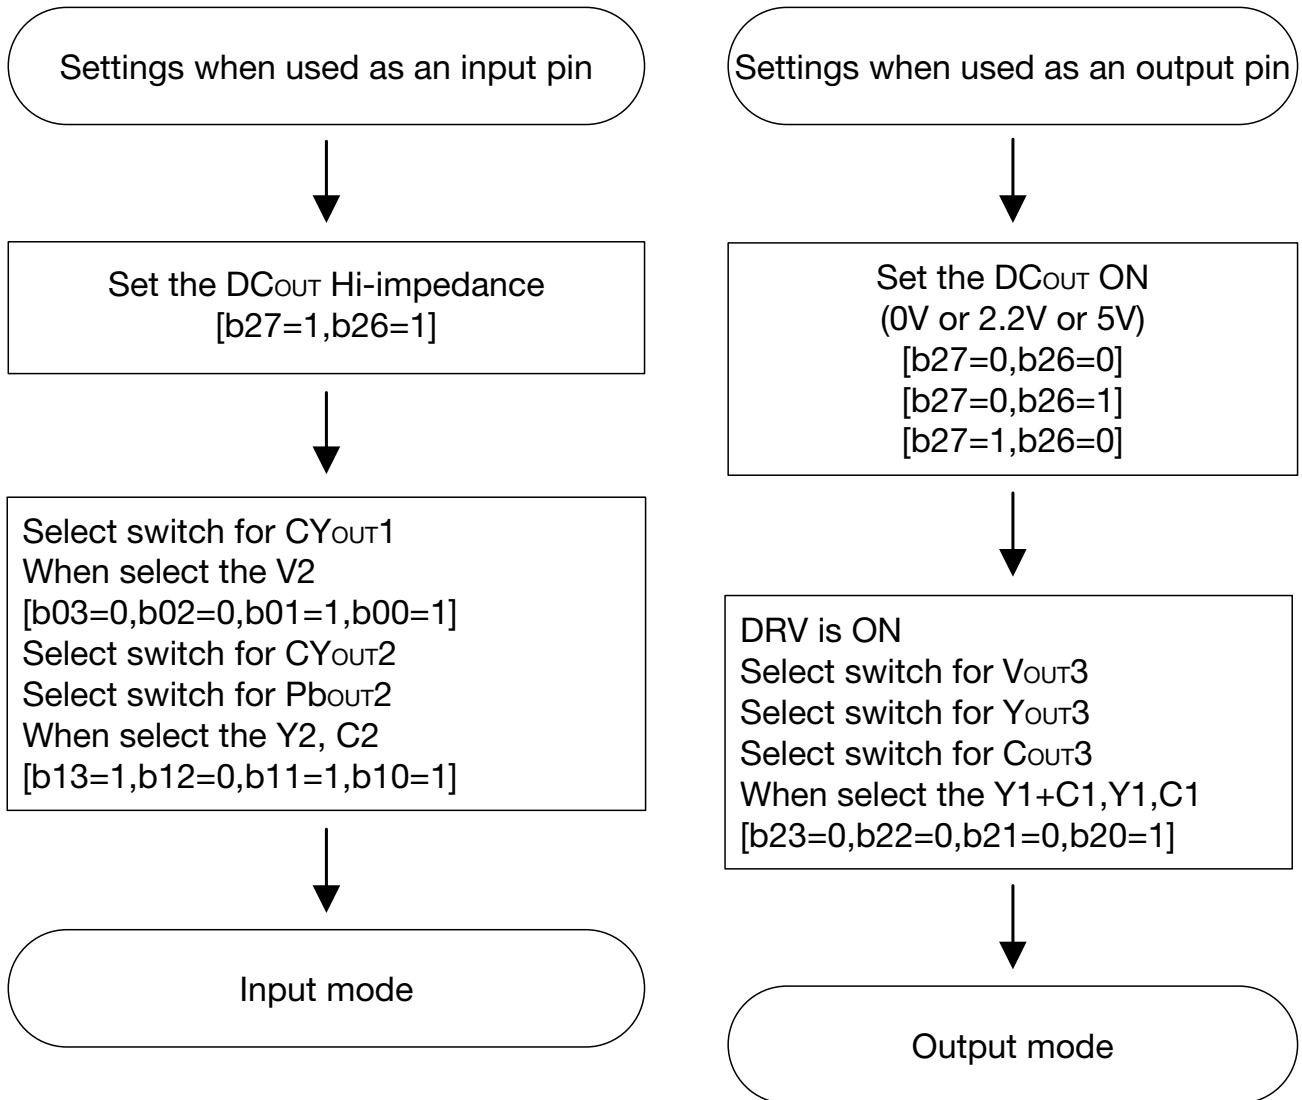 Settings when used as an input pin
Set the DCOUT Hi-impedance
[b27=1,b26=1]
Select switch for CYOUT1
When select the V2
[b03=0,b02=0,b01=1,b00=1]
Select switch for CYOUT2
Select switch for PbOUT2
When select the Y2, C2
[b13=1,b12=0,b11=1,b10=1]
Input mode
Settings when used as an output pin
Set the DCOUT ON
(0V or 2.2V or 5V)
[b27=0,b26=0]
[b27=0,b26=1]
[b27=1,b26=0]
DRV is ON
Select switch for VOUT3
Select switch for YOUT3
Select switch for COUT3
When select the Y1+C1,Y1,C1
[b23=0,b22=0,b21=0,b20=1]
Output mode